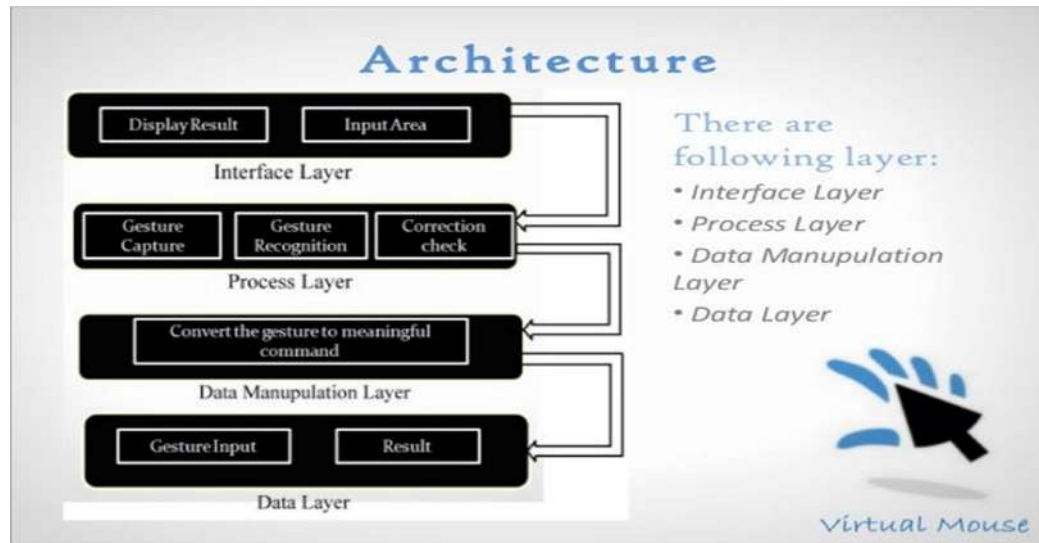 Architecture
Display Result
Input Area
Interface Layer
Gesture
Capture
Gesture
Recognition
Correction
check
Process Layer
Convert the gesture to meaningful
command
Data Manupulation Layer
Gesture Input
Result
Data Layer
There are
following layer:
• Interface Layer
• Process Layer
• Data Manupulation
Layer
• Data Layer
Virtual Mouse